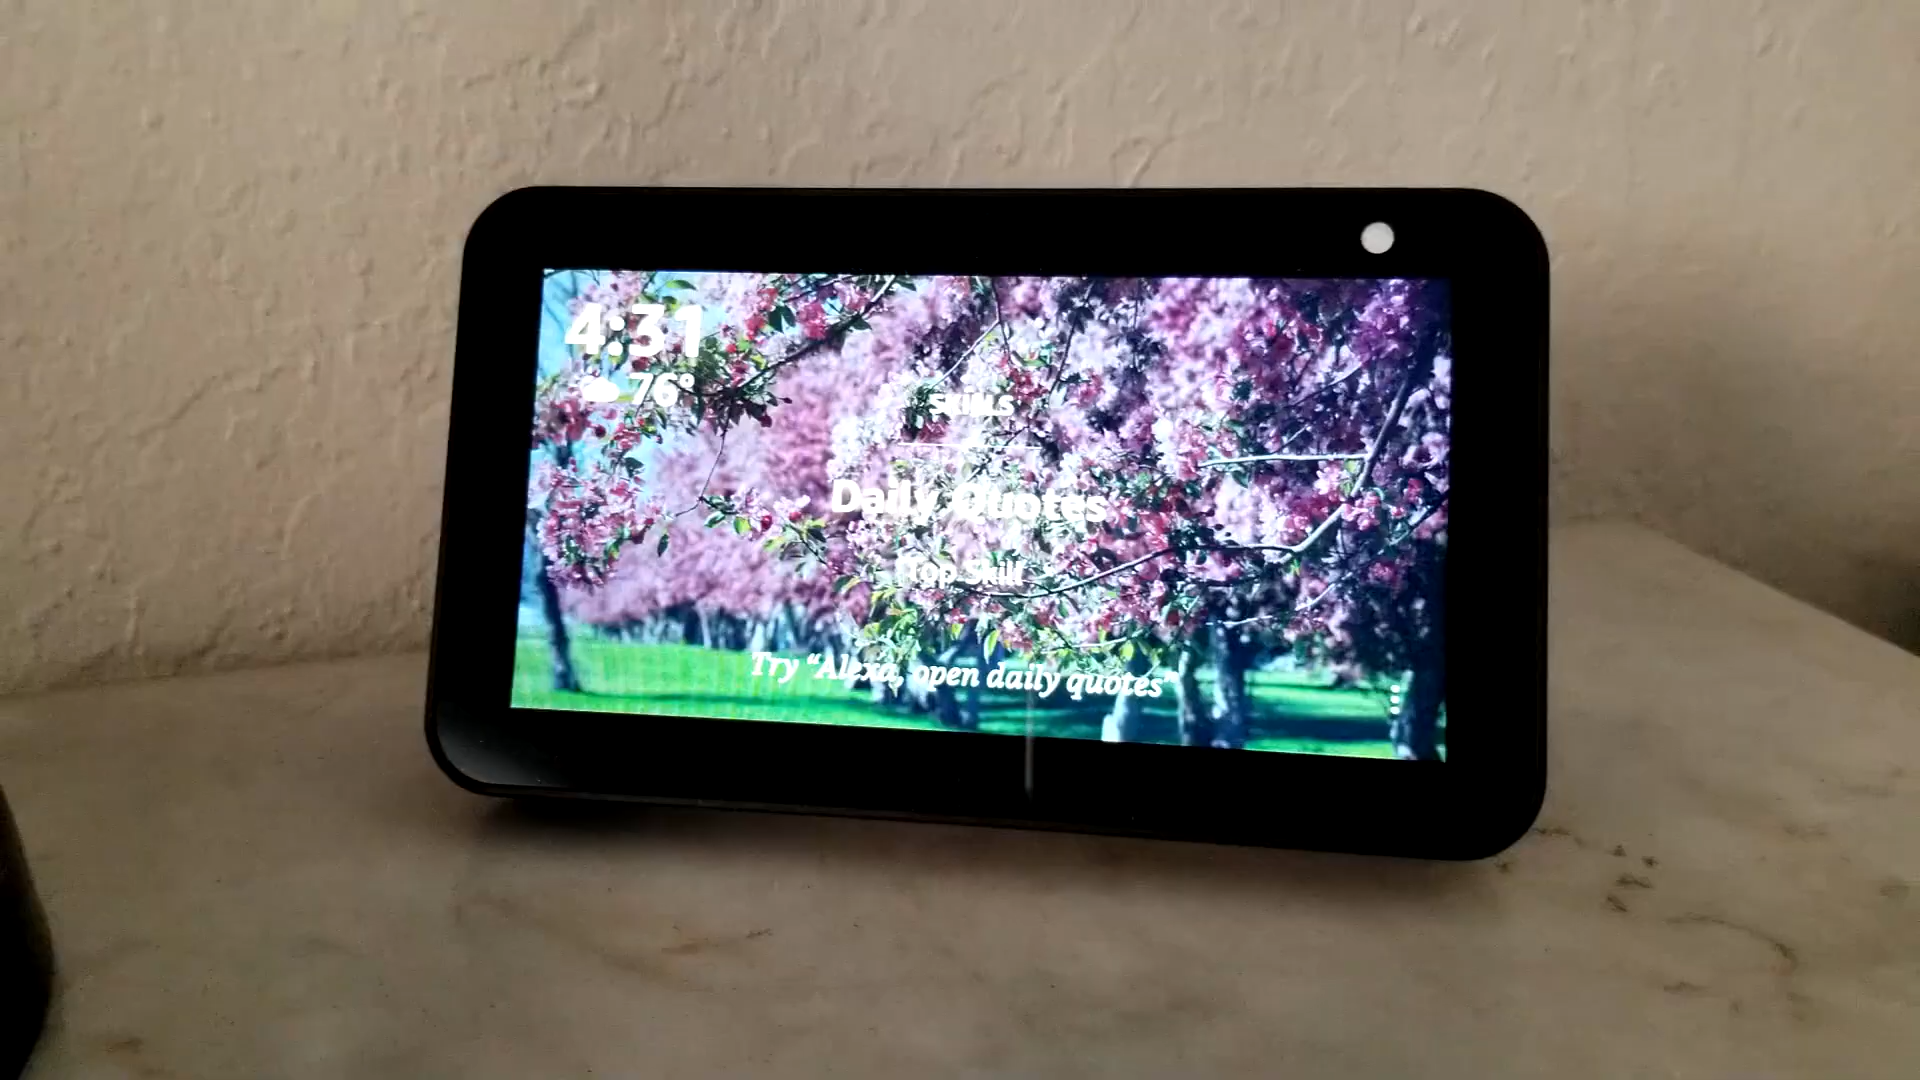 4:31
76°
SKILLS
Daily Quotes
Top Skill
Try “Alexa, open daily quotes”